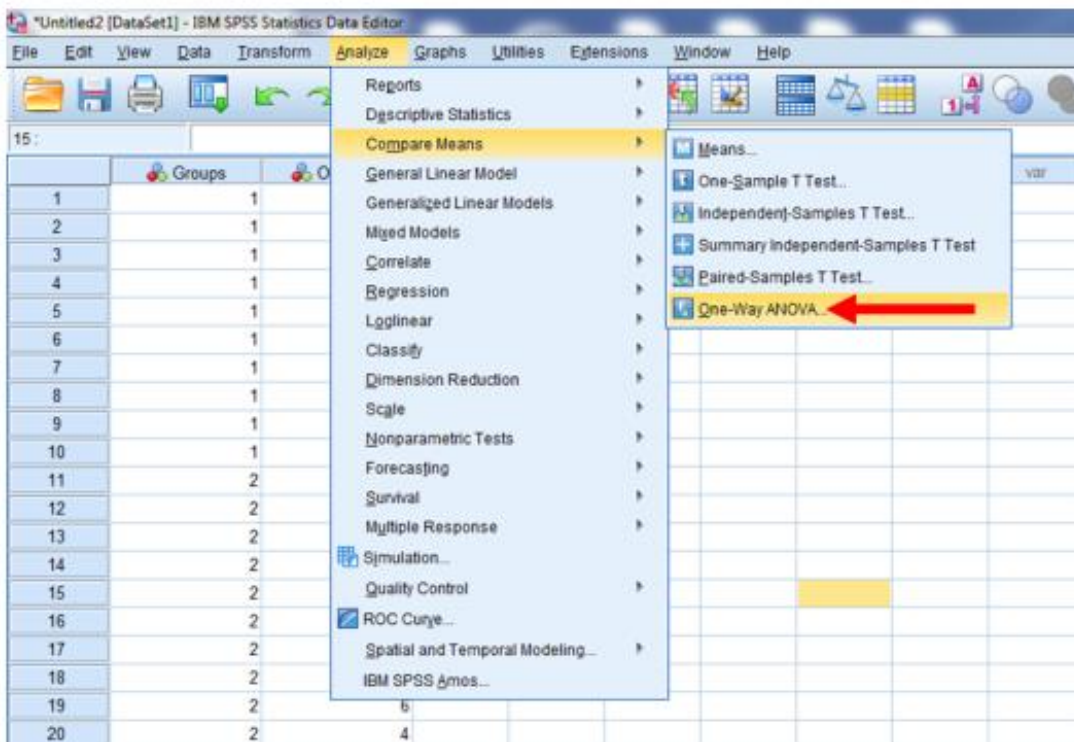 *Untitled2 [DataSet1] - IBM SPSS Statistics Data Editor
File Edit View Data Transform Analyze Graphs Utilities Extensions Window Help
15 :
Groups O
var
1 1
2 1
3 1
4 1
5 1
6 1
7 1
8 1
9 1
10 1
11 2
12 2
13 2
14 2
15 2
16 2
17 2
18 2
19 2 6
20 2 4
Reports
Descriptive Statistics
Compare Means
General Linear Model
Generalized Linear Models
Mixed Models
Correlate
Regression
Loglinear
Classify
Dimension Reduction
Scale
Nonparametric Tests
Forecasting
Survival
Multiple Response
Simulation...
Quality Control
ROC Curve...
Spatial and Temporal Modeling...
IBM SPSS Amos...
Means...
One-Sample T Test...
Independent-Samples T Test...
Summary Independent-Samples T Test
Paired-Samples T Test...
One-Way ANOVA...
A
1